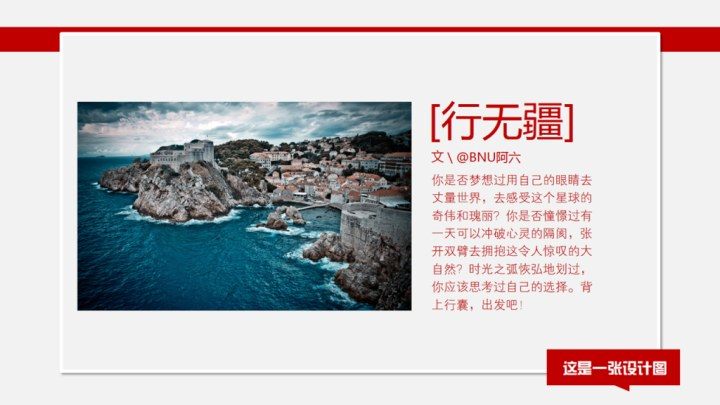 [行无疆]
文 \ @BNU阿六
你是否梦想过用自己的眼睛去
丈量世界，去感受这个星球的
奇伟和瑰丽？你是否憧憬过有
一天可以冲破心灵的隔阂，张
开双臂去拥抱这令人惊叹的大
自然？时光之弧恢弘地划过，
你应该思考过自己的选择。背
上行囊，出发吧！
这是一张设计图